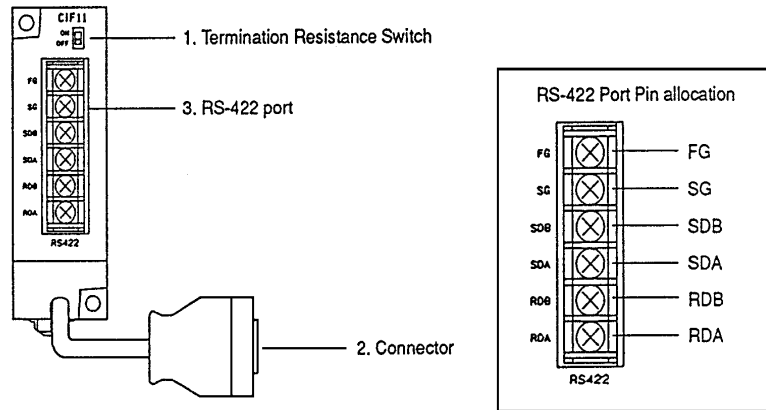 CIF11
ON
OFF
1. Termination Resistance Switch
FG
SG
SDB
SDA
RDB
RDA
RS422
3. RS-422 port
2. Connector
RS-422 Port Pin allocation
FG FG
SG SG
SDB SDB
SDA SDA
RDB RDB
RDA RDA
RS422